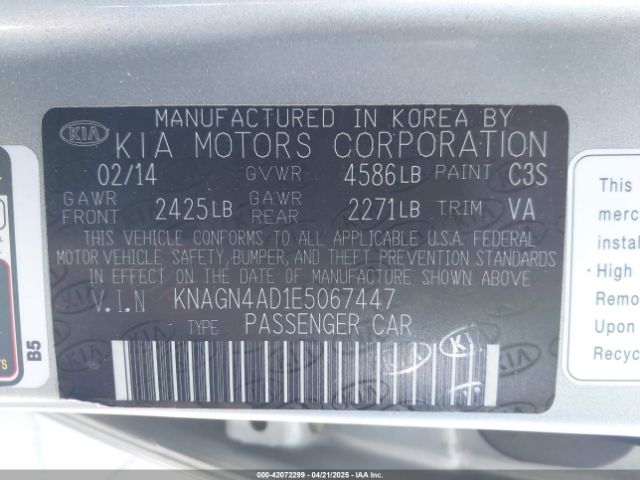 MANUFACTURED IN KOREA BY
KIA KIA MOTORS CORPORATION
02/14 GVWR 4586LB PAINT C3S
GAWR FRONT 2425LB GAWR REAR 2271LB TRIM VA
THIS VEHICLE CONFORMS TO ALL APPLICABLE U.S.A. FEDERAL
MOTOR VEHICLE SAFETY, BUMPER, AND THEFT PREVENTION STANDARDS
IN EFFECT ON THE DATE OF MANUFACTURE SHOWN ABOVE
V.I.N KNAGN4AD1E5067447
TYPE: PASSENGER CAR
B5
This
merc
instal
· High
Remo
Upon
Recyc
000-42072299 - 04/21/2025 - IAAI.COM